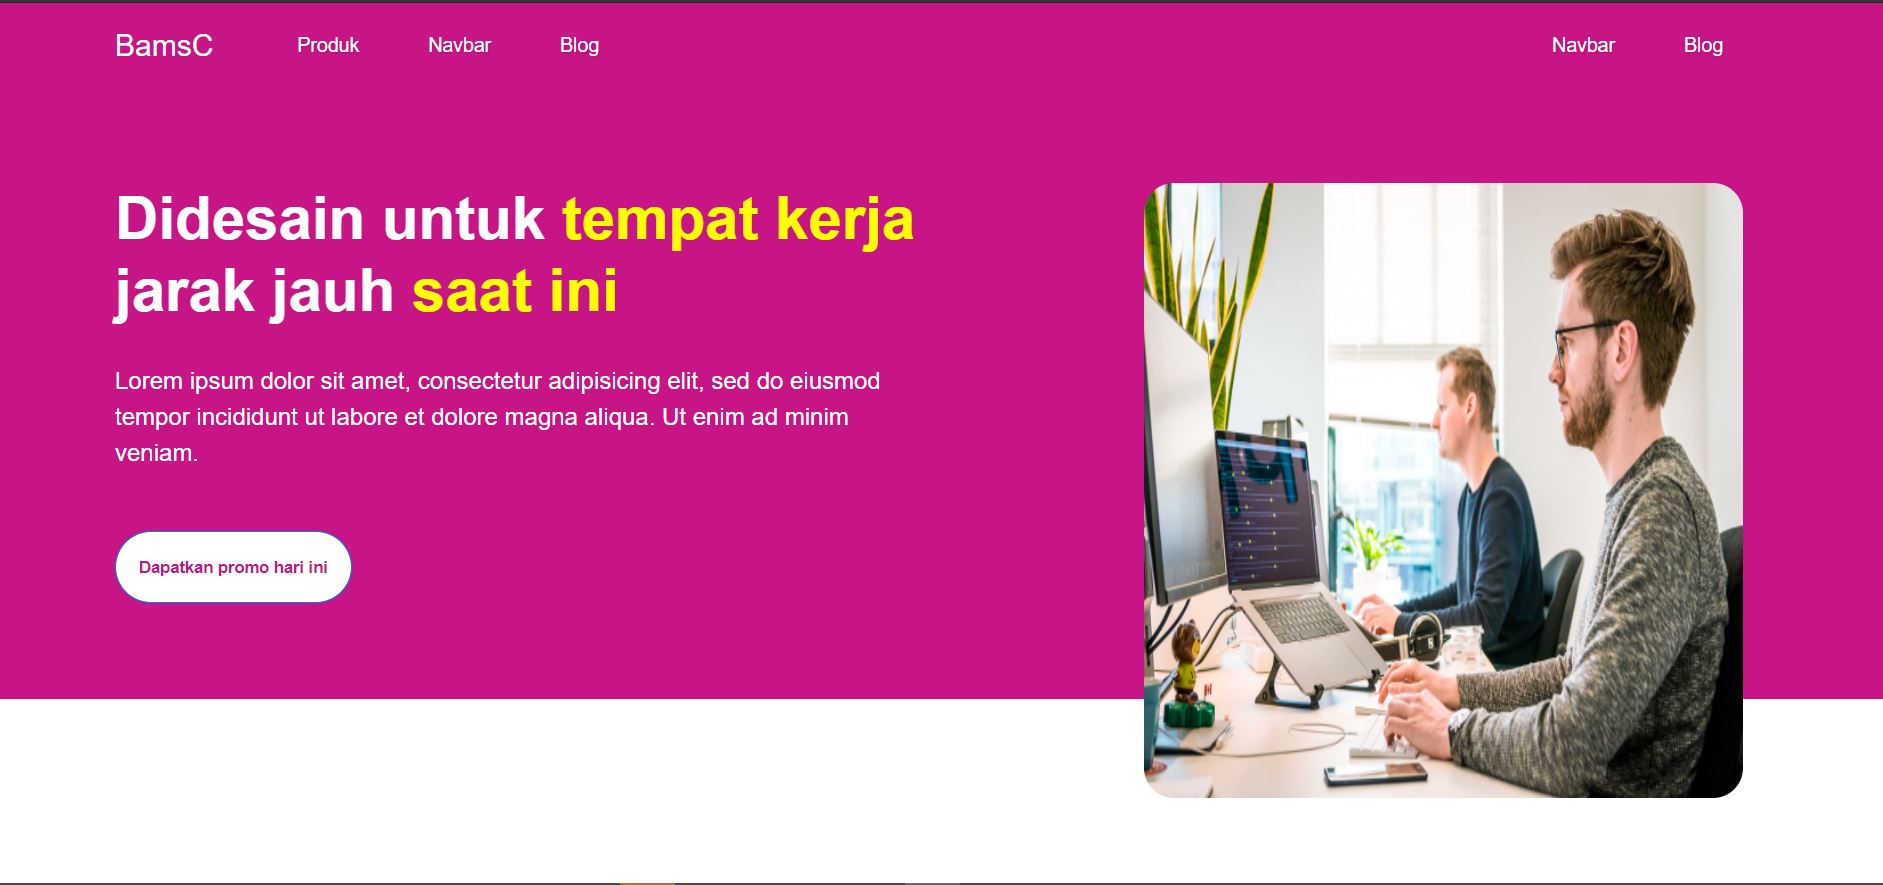 BamsC Produk Navbar Blog Navbar Blog
Didesain untuk tempat kerja
jarak jauh saat ini
Lorem ipsum dolor sit amet, consectetur adipisicing elit, sed do eiusmod
tempor incididunt ut labore et dolore magna aliqua. Ut enim ad minim
veniam.
Dapatkan promo hari ini